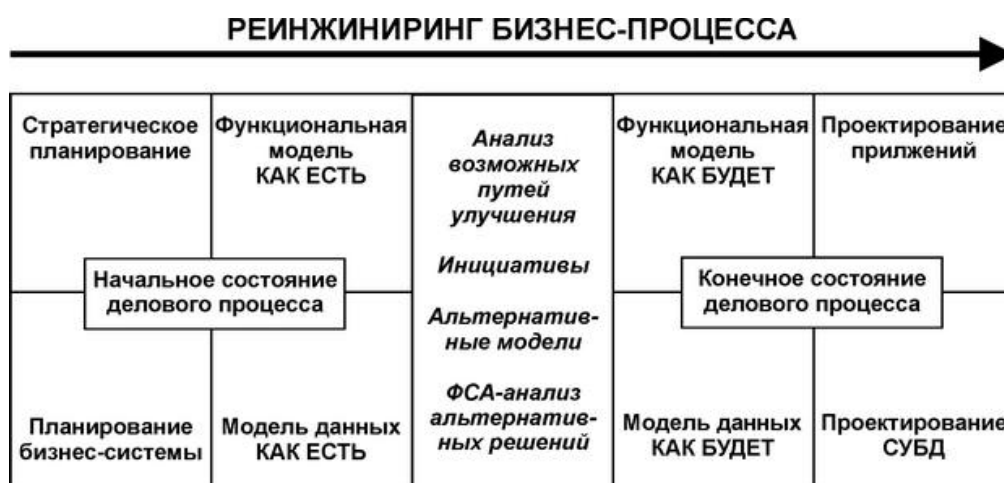 РЕИНЖИНИРИНГ БИЗНЕС-ПРОЦЕССА
Стратегическое
планирование
Функциональная
модель
КАК ЕСТЬ
Начальное состояние
делового процесса
Планирование
бизнес-системы
Модель данных
КАК ЕСТЬ
Анализ
возможных
путей
улучшения
Инициативы
Альтернатив-
ные модели
ФСА-анализ
альтернатив-
ных решений
Функциональная
модель
КАК БУДЕТ
Проектирование
прилжений
Конечное состояние
делового процесса
Модель данных
КАК БУДЕТ
Проектирование
СУБД